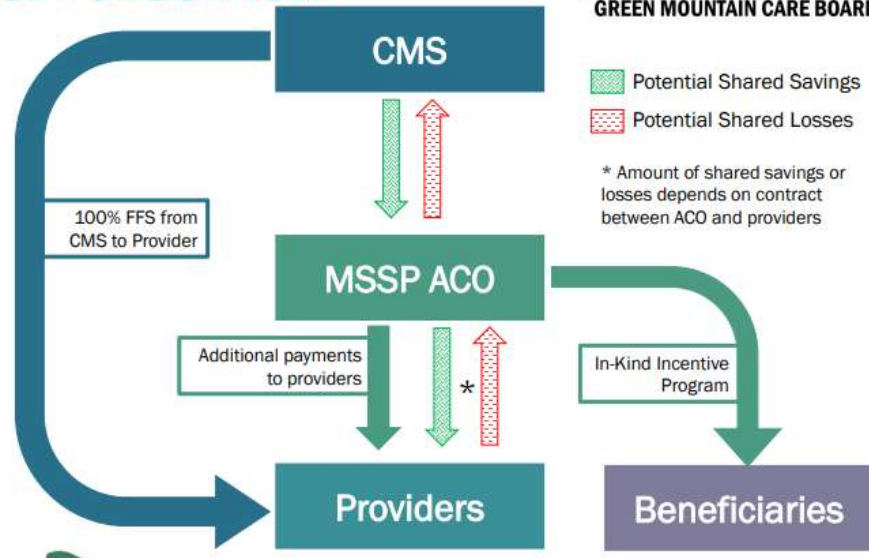 GREEN MOUNTAIN CARE BOARD
CMS
Potential Shared Savings
Potential Shared Losses
* Amount of shared savings or
losses depends on contract
between ACO and providers
100% FFS from
CMS to Provider
MSSP ACO
Additional payments
to providers
*
In-Kind Incentive
Program
Providers
Beneficiaries